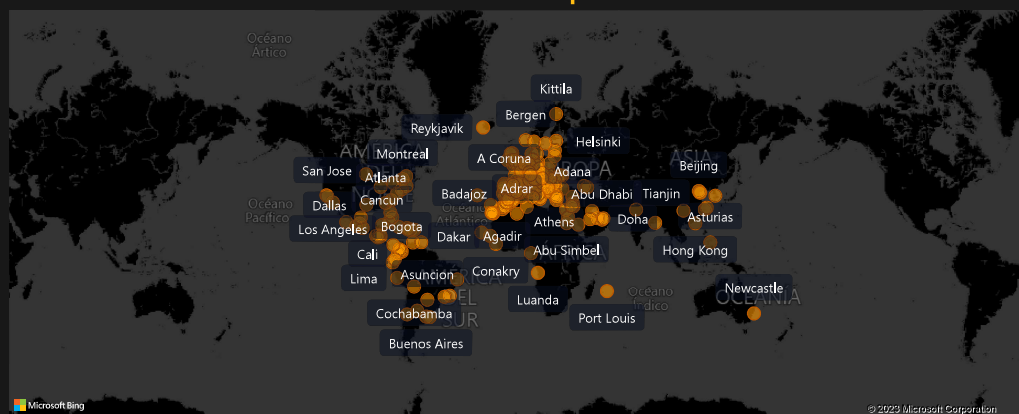 Océano
Ártico
Kittila
Bergen
Reykjavik
Helsinki
Montreal
A Coruna
San Jose
Atlanta
Adana
ASIA
Beijing
Badajoz
Adrar
Abu Dhabi
Tianjin
Dallas
Cancun
Océano
Pacífico
Asturias
Los Angeles
Bogota
Dakar
Agadir
Athens
Doha
Cali
Abu Simbel
Hong Kong
Lima
Asuncion
Conakry
Luanda
Océano
Índico
Newcastle
OCEANÍA
Cochabamba
SUR
Port Louis
Buenos Aires
Microsoft Bing
© 2023 Microsoft Corporation